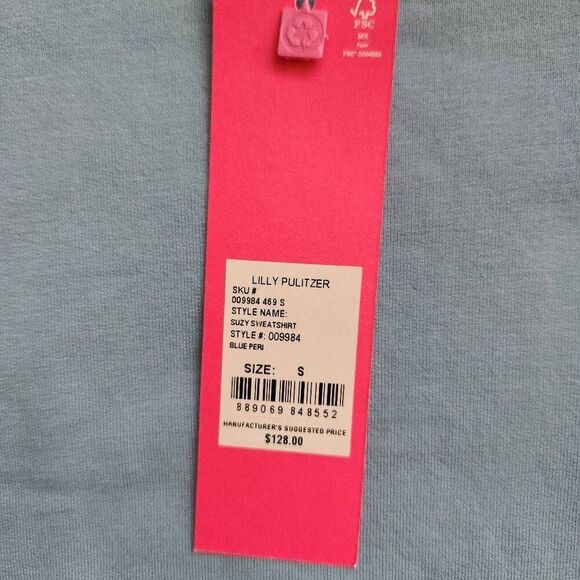 FSC
MIX
LILLY PULITZER
SKU #
009984 469 S
STYLE NAME:
SUZY SWEATSHIRT
STYLE #: 009984
BLUE PERI
SIZE: S
889069 848552
MANUFACTURER'S SUGGESTED PRICE
$128.00